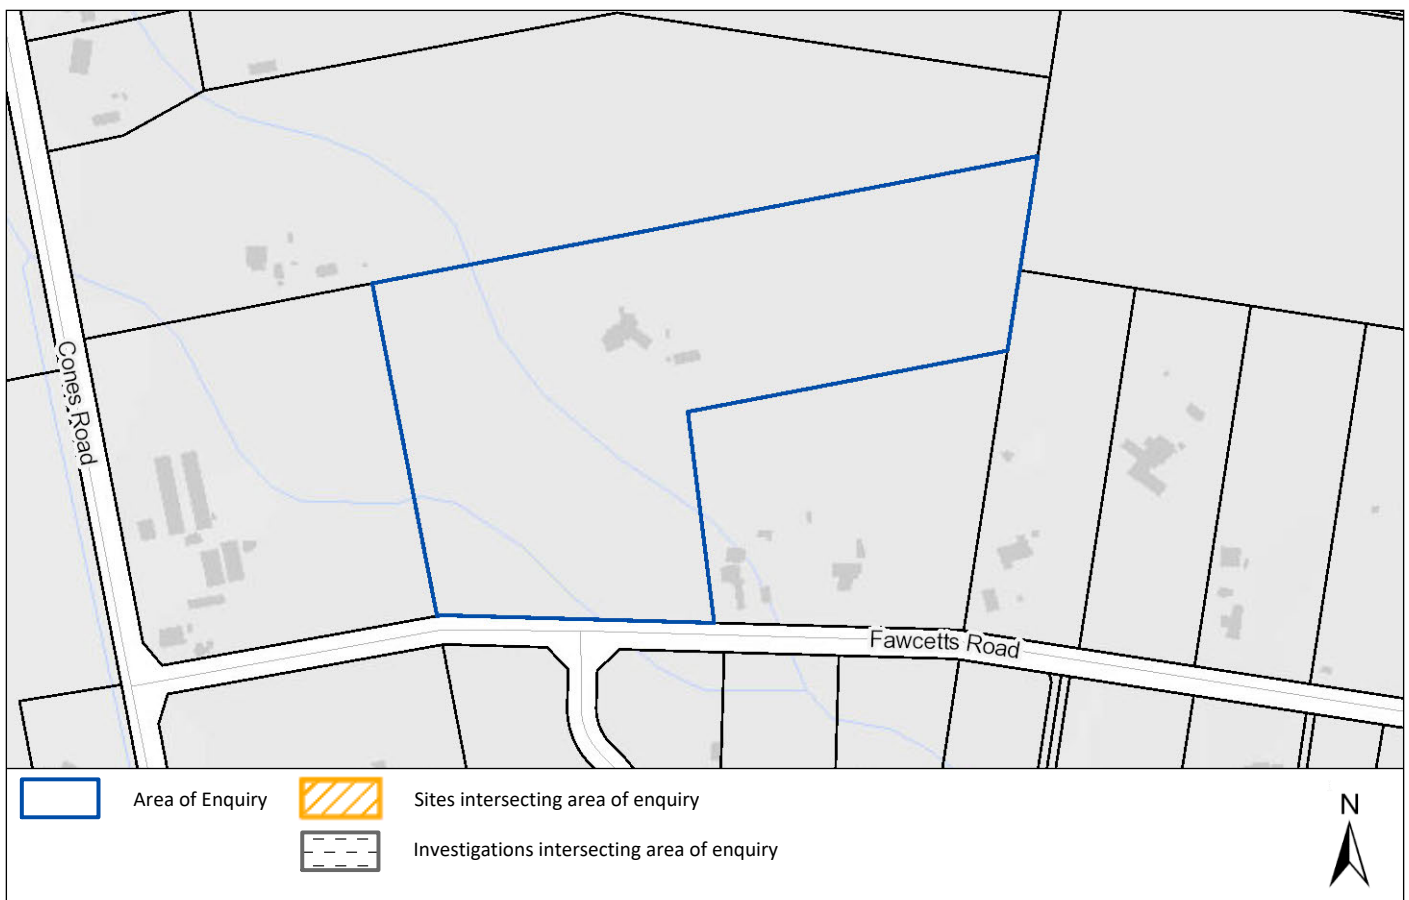 Cones Road
Fawcetts Road
Area of Enquiry
Sites intersecting area of enquiry
Investigations intersecting area of enquiry
N